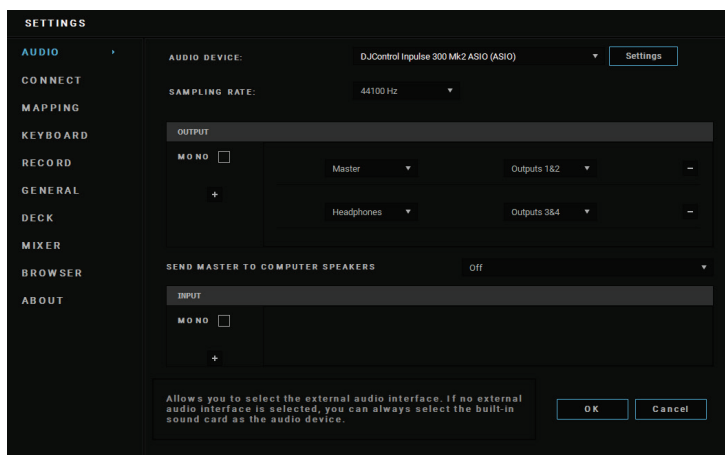 SETTINGS
AUDIO
CONNECT
MAPPING
KEYBOARD
RECORD
GENERAL
DECK
MIXER
BROWSER
ABOUT
AUDIO DEVICE: DJControl Inpulse 300 Mk2 ASIO (ASIO) Settings
SAMPLING RATE: 44100 Hz
OUTPUT
MONO
+
Master Outputs 1&2 −
Headphones Outputs 3&4 −
SEND MASTER TO COMPUTER SPEAKERS Off
INPUT
MONO
+
Allows you to select the external audio interface. If no external
audio interface is selected, you can always select the built-in
sound card as the audio device.
OK Cancel